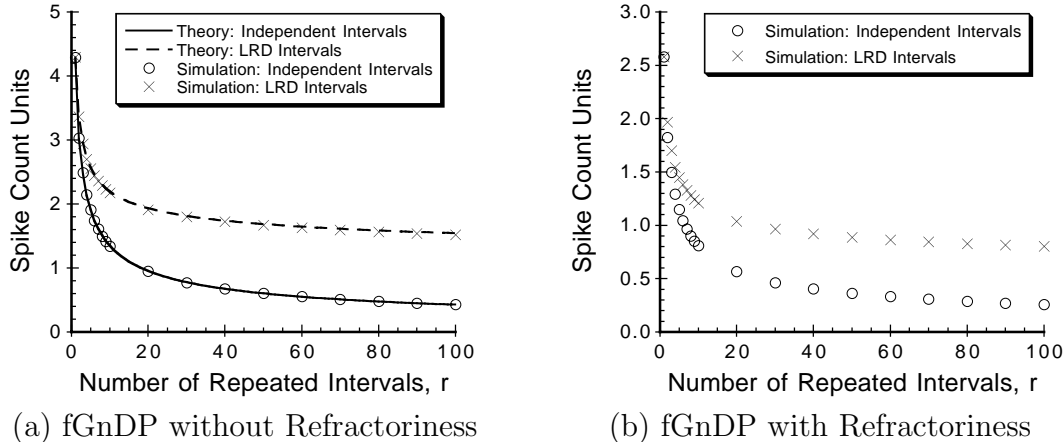 5
4
3
2
1
0
Spike Count Units
Theory: Independent Intervals
Theory: LRD Intervals
Simulation: Independent Intervals
Simulation: LRD Intervals
0 20 40 60 80 100
Number of Repeated Intervals, r
(a) fGnDP without Refractoriness
3.0
2.5
2.0
1.5
1.0
0.5
0.0
Spike Count Units
Simulation: Independent Intervals
Simulation: LRD Intervals
0 20 40 60 80 100
Number of Repeated Intervals, r
(b) fGnDP with Refractoriness